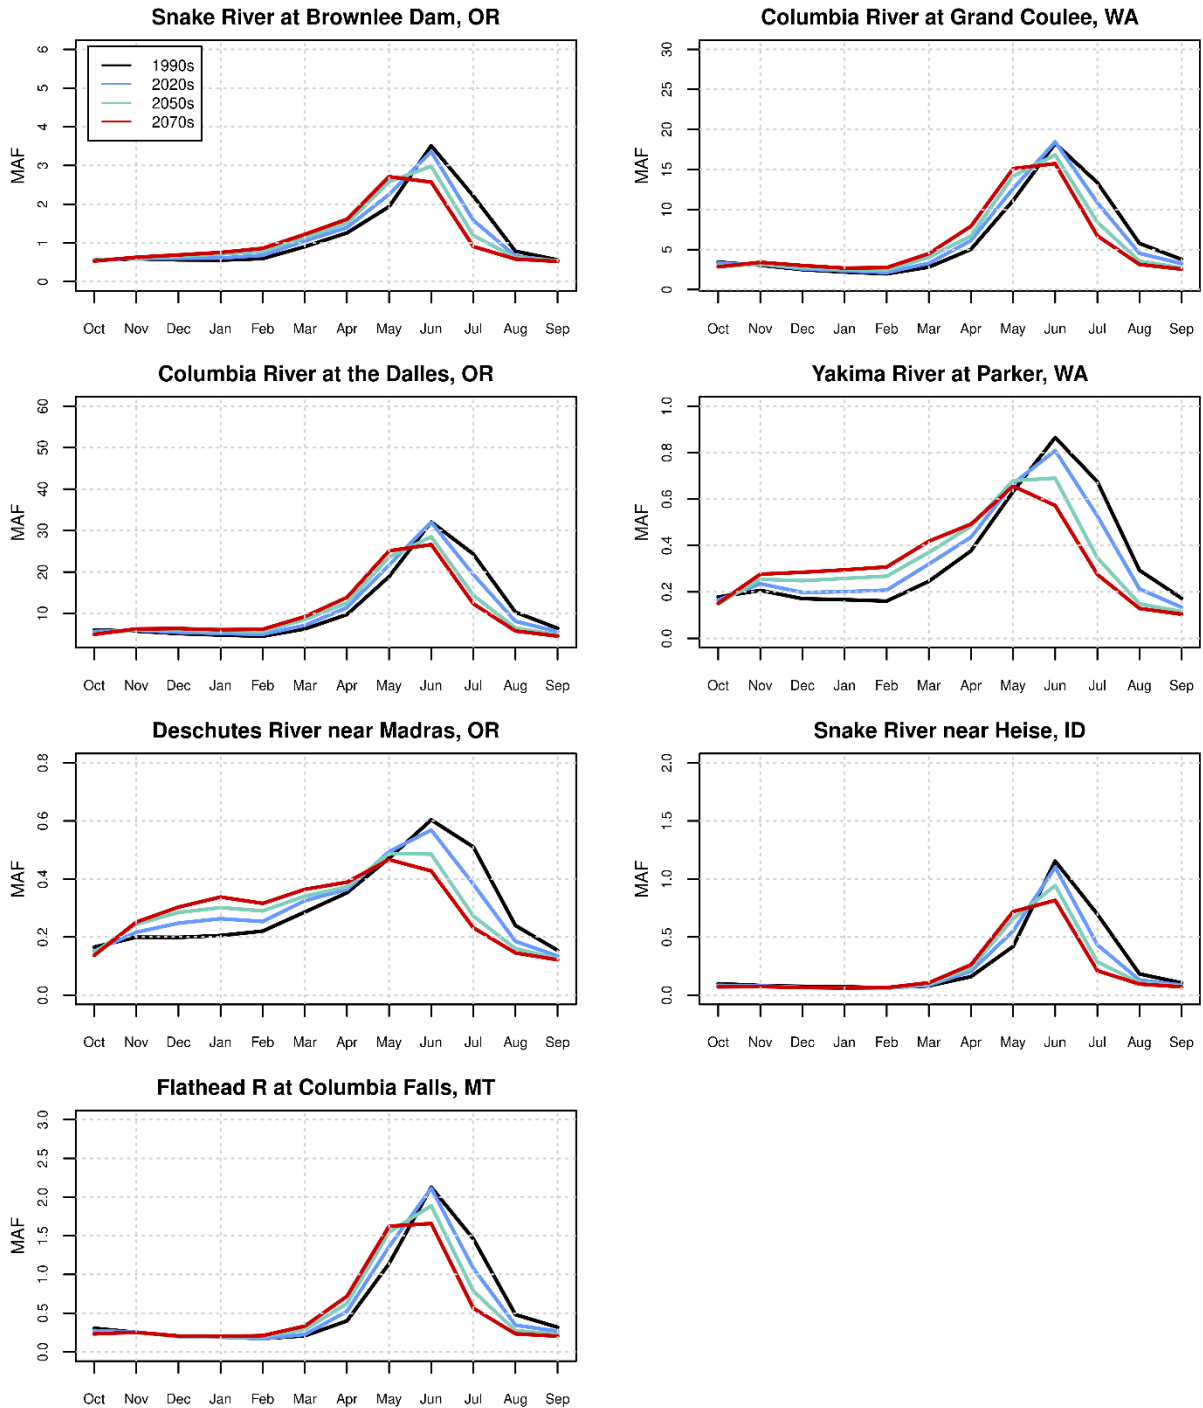 Snake River at Brownlee Dam, OR
MAF
6
5
4
3
2
1
0
1990s
2020s
2050s
2070s
Oct Nov Dec Jan Feb Mar Apr May Jun Jul Aug Sep
Columbia River at Grand Coulee, WA
MAF
30
25
20
15
10
5
0
Oct Nov Dec Jan Feb Mar Apr May Jun Jul Aug Sep
Columbia River at the Dalles, OR
MAF
60
50
40
30
20
10
Oct Nov Dec Jan Feb Mar Apr May Jun Jul Aug Sep
Yakima River at Parker, WA
MAF
1.0
0.8
0.6
0.4
0.2
0.0
Oct Nov Dec Jan Feb Mar Apr May Jun Jul Aug Sep
Deschutes River near Madras, OR
MAF
0.8
0.6
0.4
0.2
0.0
Oct Nov Dec Jan Feb Mar Apr May Jun Jul Aug Sep
Snake River near Heise, ID
MAF
2.0
1.5
1.0
0.5
0.0
Oct Nov Dec Jan Feb Mar Apr May Jun Jul Aug Sep
Flathead R at Columbia Falls, MT
MAF
3.0
2.5
2.0
1.5
1.0
0.5
0.0
Oct Nov Dec Jan Feb Mar Apr May Jun Jul Aug Sep